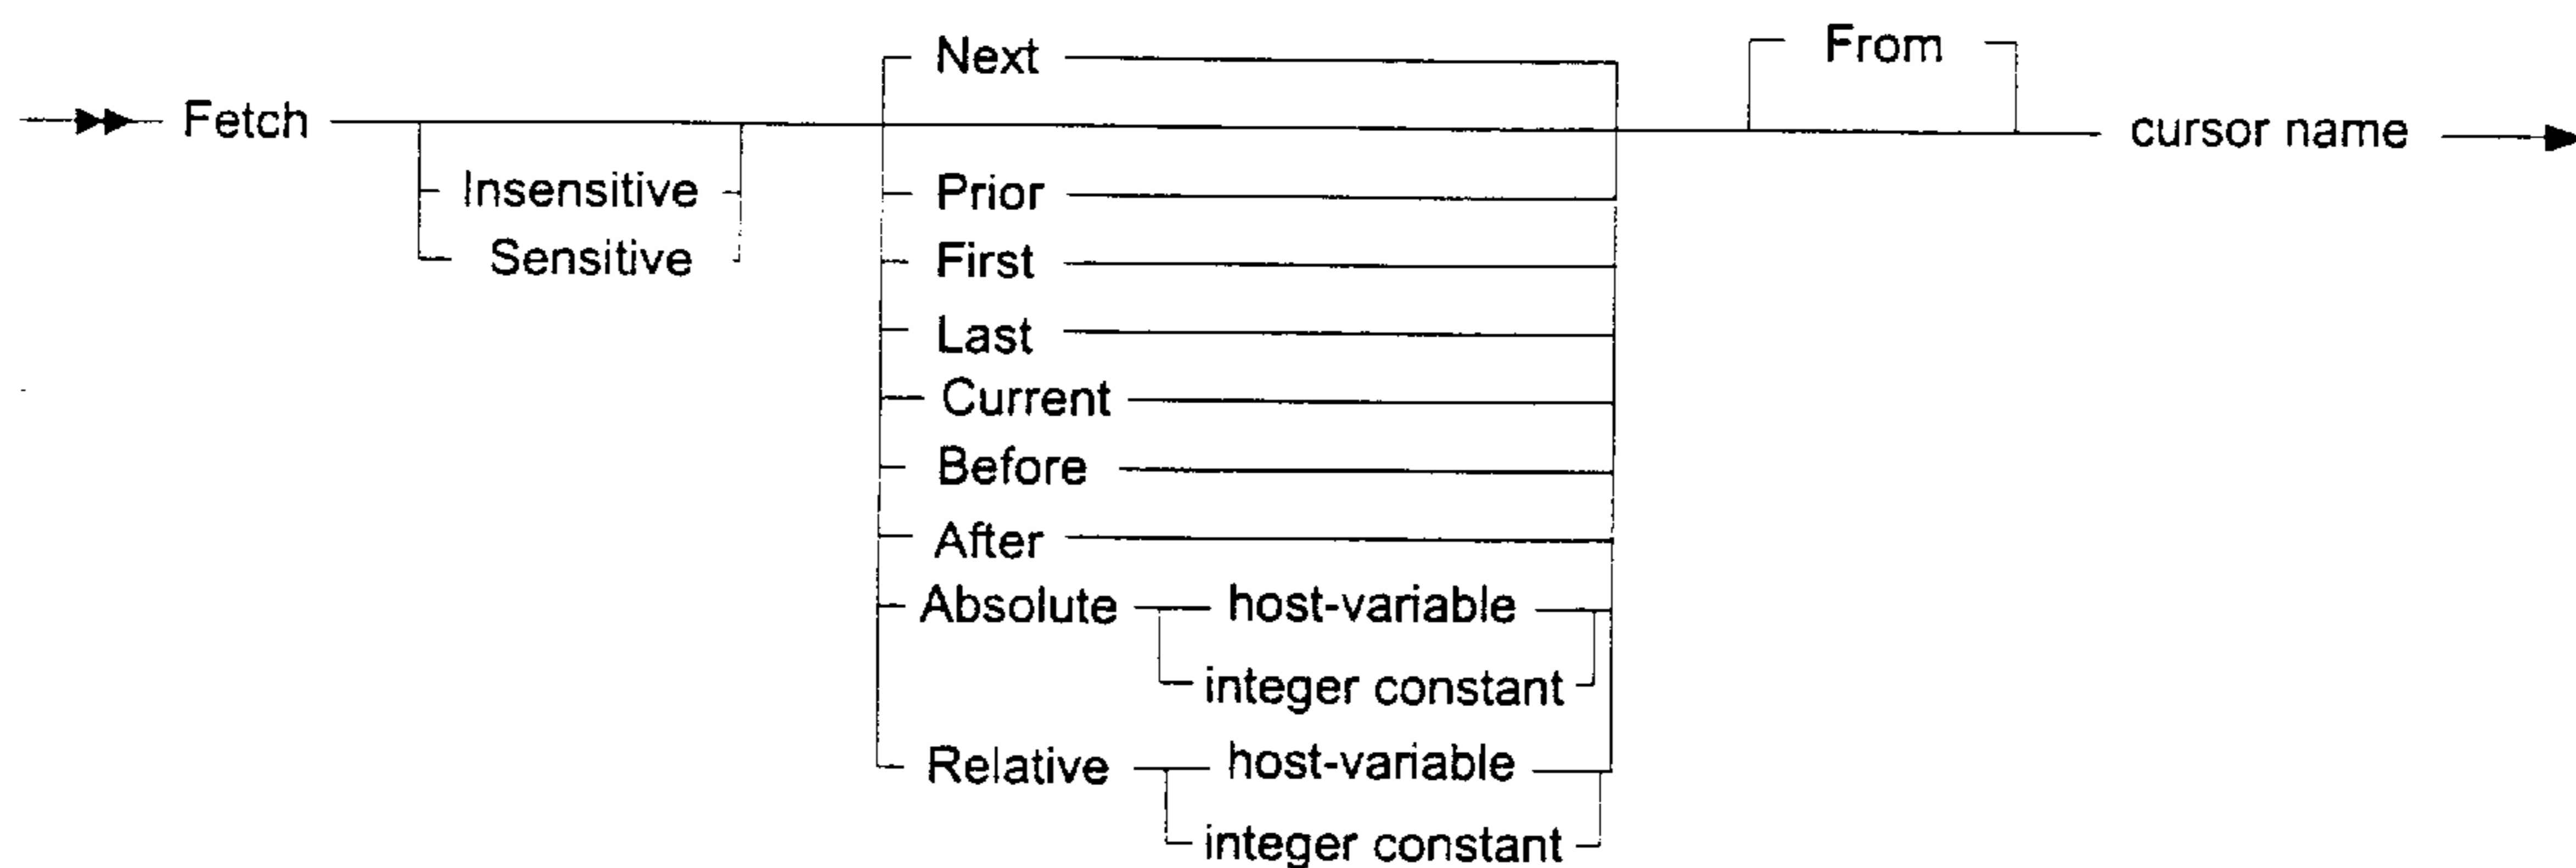 Next
From
Fetch
cursor name
Insensitive
Sensitive
Prior
First
Last
Current
Before
After
Absolute host-variable
integer constant
Relative host-variable
integer constant